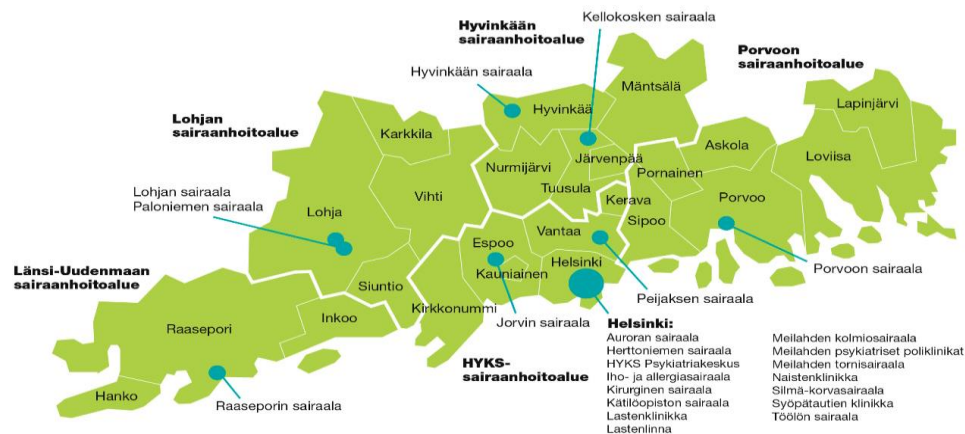 Hyvinkään
sairaanhoitoalue
Kellokosken sairaala
Porvoon
sairaanhoitoalue
Hyvinkään sairaala
Mäntsälä
Lapinjärvi
Hyvinkää
Lohjan
sairaanhoitoalue
Karkkila
Askola
Loviisa
Nurmijärvi
Järvenpää
Pornainen
Tuusula
Lohjan sairaala
Paloniemen sairaala
Vihti
Kerava
Porvoo
Lohja
Vantaa
Sipoo
Espoo
Helsinki
Kauniainen
Porvoon sairaala
Länsi-Uudenmaan
sairaanhoitoalue
Siuntio
Peijaksen sairaala
Kirkkonummi
Inkoo
Jorvin sairaala
Raasepori
HYKS-
sairaanhoitoalue
Hanko
Raaseporin sairaala
Helsinki:
Auroran sairaala
Herttoniemen sairaala
HYKS Psykiatriakeskus
Iho- ja allergiasairaala
Kirurginen sairaala
Kätilöopiston sairaala
Lastenklinikka
Lastenlinna
Meilahden kolmiosairaala
Meilahden psykiatriset poliklinikat
Meilahden tornisairaala
Naistenklinikka
Silmä-korvasairaala
Syöpätautien klinikka
Töölön sairaala